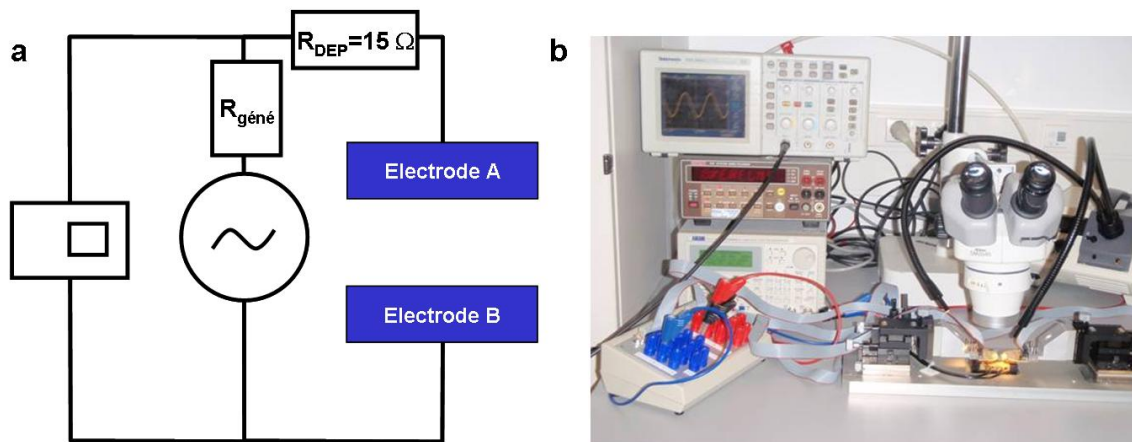 a
R_DEP=15 Ω
b
R_géné
Electrode A
Electrode B
Tektronix